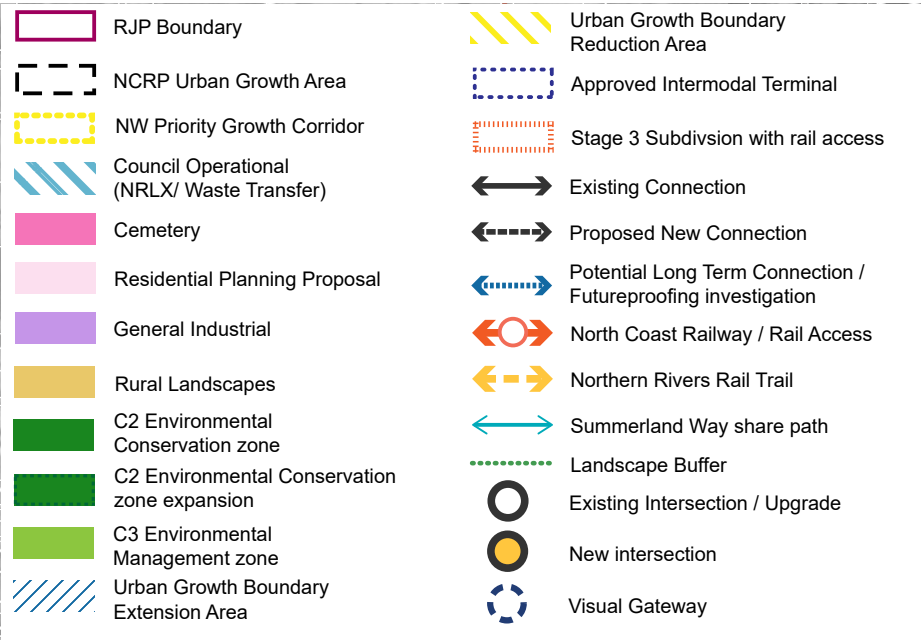 RJP Boundary
NCRP Urban Growth Area
NW Priority Growth Corridor
Council Operational
(NRLX/ Waste Transfer)
Cemetery
Residential Planning Proposal
General Industrial
Rural Landscapes
C2 Environmental
Conservation zone
C2 Environmental Conservation
zone expansion
C3 Environmental
Management zone
Urban Growth Boundary
Extension Area
Urban Growth Boundary
Reduction Area
Approved Intermodal Terminal
Stage 3 Subdivsion with rail access
Existing Connection
Proposed New Connection
Potential Long Term Connection /
Futureproofing investigation
North Coast Railway / Rail Access
Northern Rivers Rail Trail
Summerland Way share path
Landscape Buffer
Existing Intersection / Upgrade
New intersection
Visual Gateway